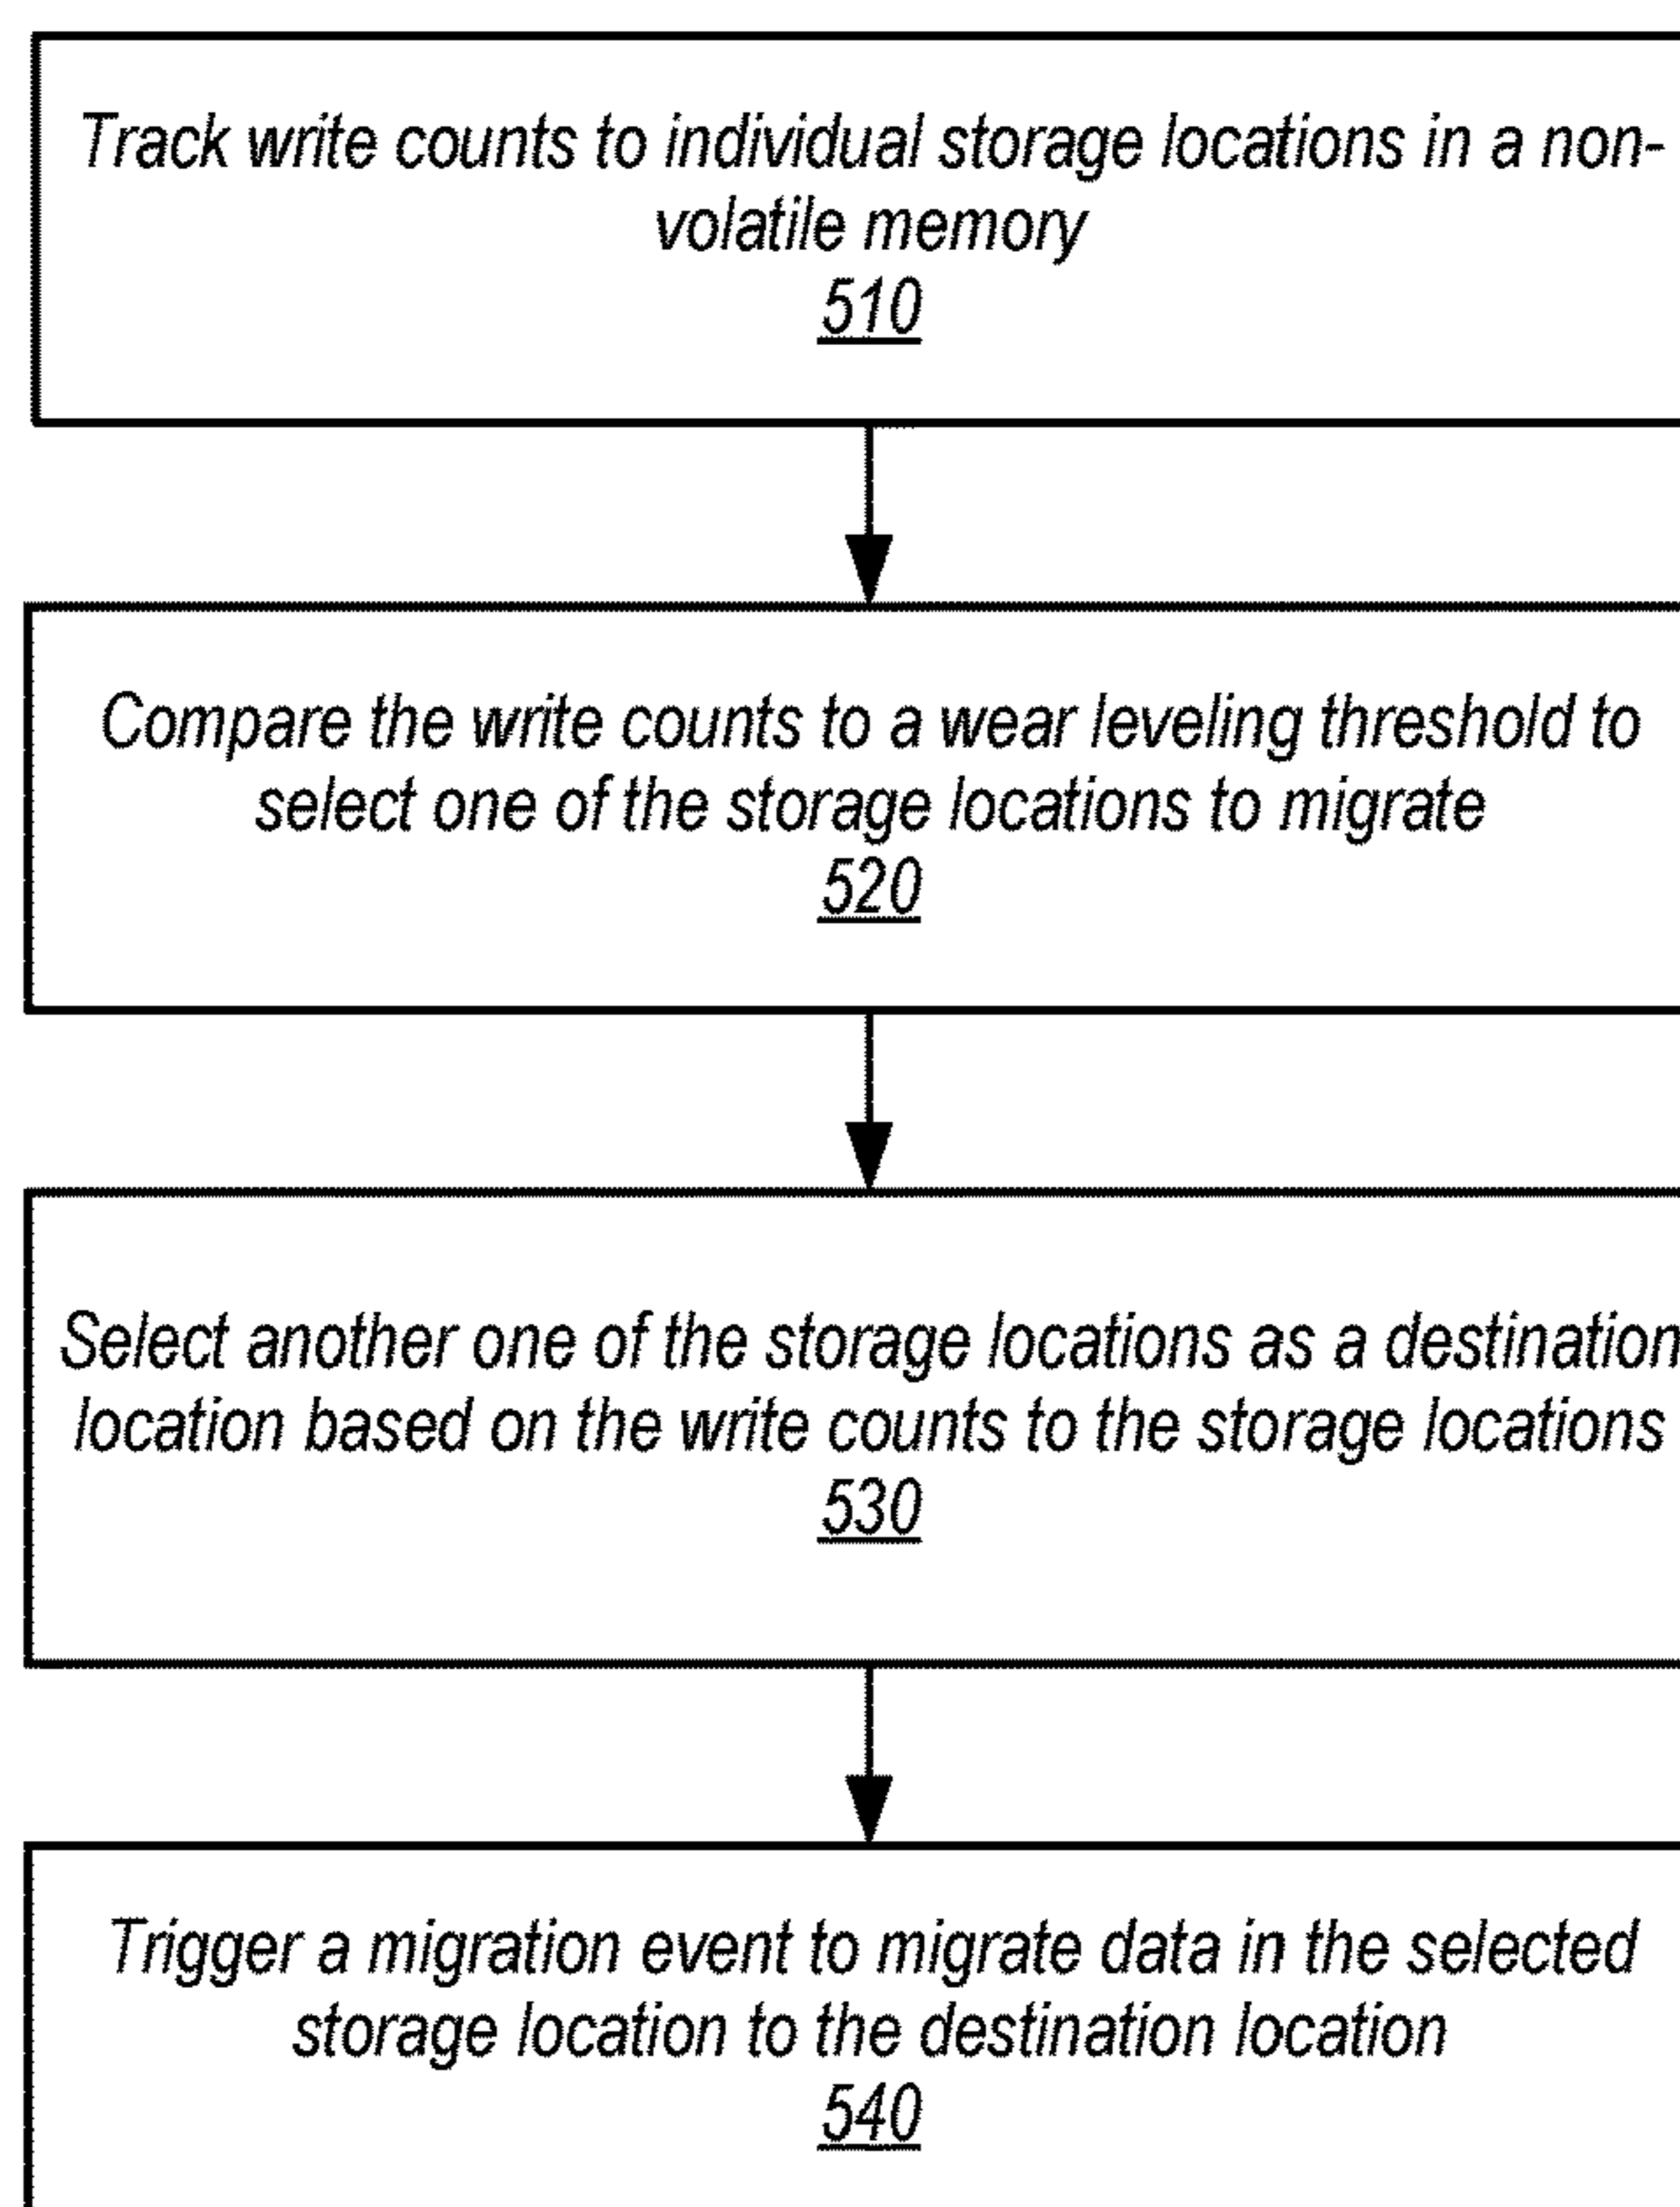 Track write counts to individual storage locations in a non-
volatile memory
510
Compare the write counts to a wear leveling threshold to
select one of the storage locations to migrate
520
Select another one of the storage locations as a destination
location based on the write counts to the storage locations
530
Trigger a migration event to migrate data in the selected
storage location to the destination location
540